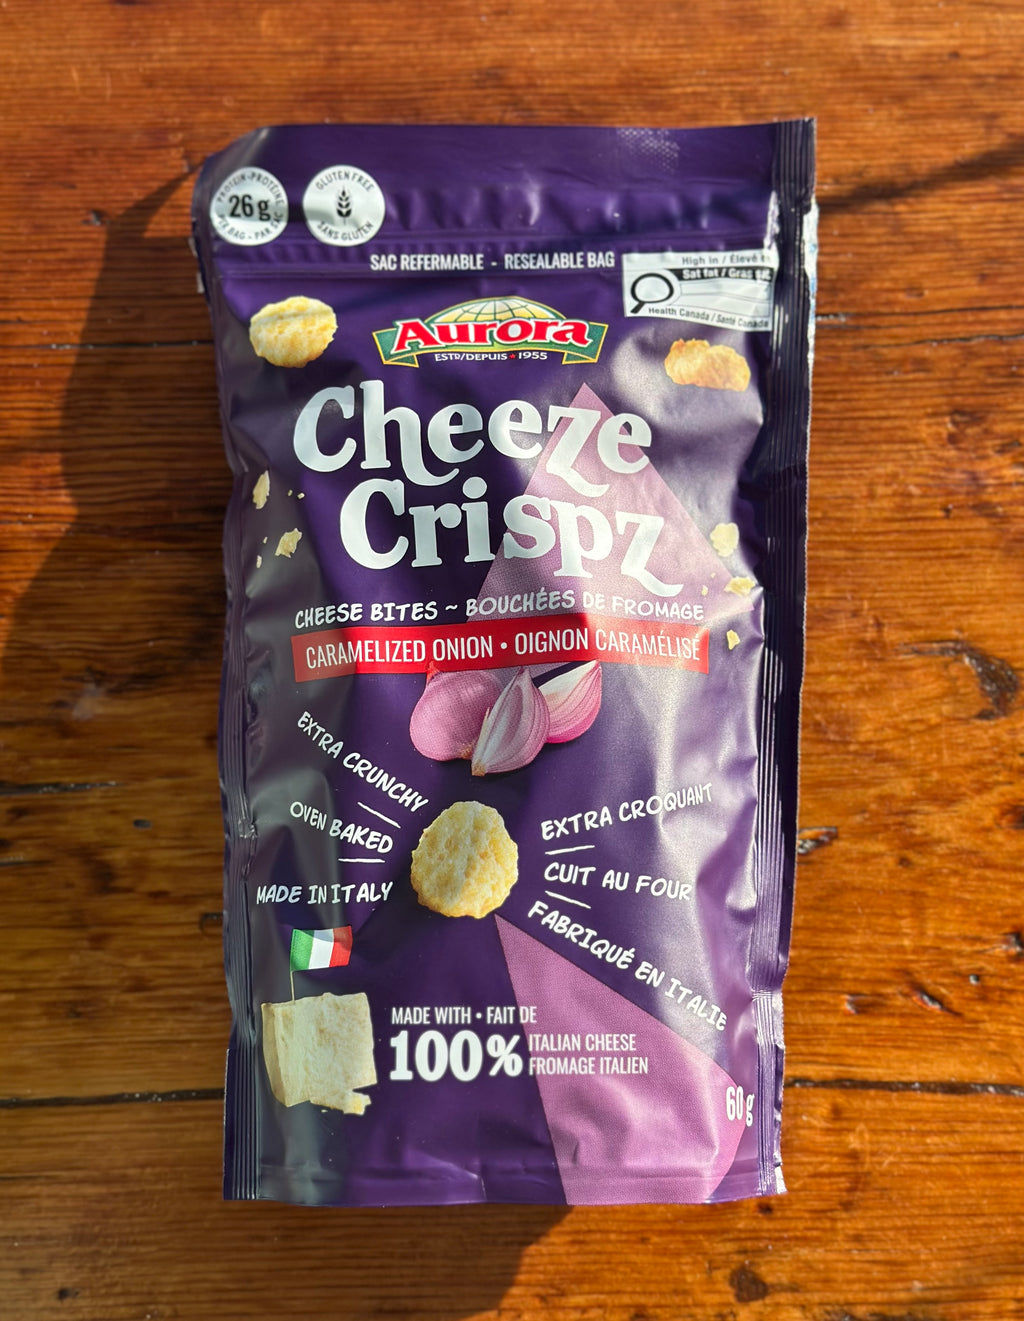 PROTEIN-PROTÉINE
26 g
PER BAG - PAR SAC
GLUTEN FREE
SANS GLUTEN
SAC REFERMABLE - RESEALABLE BAG
High in / Élevé
Sat fat / Gras sat
Health Canada / Santé Canada
Aurora
ESTD/DEPUIS★1955
Cheeze
Crispz
CHEESE BITES ~ BOUCHÉES DE FROMAGE
CARAMELIZED ONION • OIGNON CARAMÉLISÉ
EXTRA CRUNCHY
OVEN BAKED
MADE IN ITALY
EXTRA CROQUANT
CUIT AU FOUR
FABRIQUÉ EN ITALIE
MADE WITH • FAIT DE
100%
ITALIAN CHEESE
FROMAGE ITALIEN
60 g